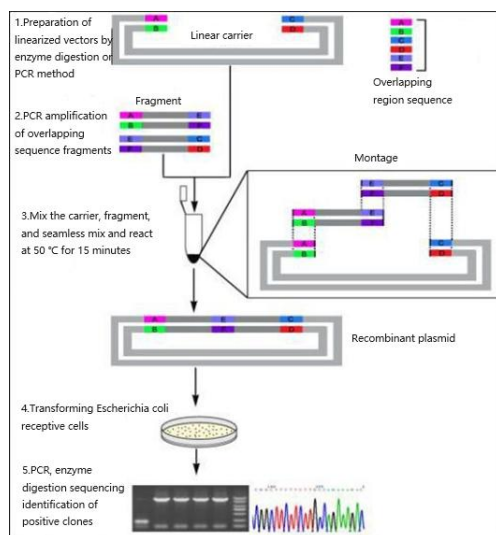 1.Preparation of
linearized vectors by
enzyme digestion or
PCR method
A
B
C
D
Linear carrier
A
B
C
D
E
F
Overlapping
region sequence
Fragment
2.PCR amplification
of overlapping
sequence fragments
A E
B F
E C
F D
Montage
E C
F D
A E
B F
A C
B D
3.Mix the carrier, fragment,
and seamless mix and react
at 50 °C for 15 minutes
A E C
B F D
Recombinant plasmid
4.Transforming Escherichia coli
receptive cells
5.PCR, enzyme
digestion sequencing
identification of
positive clones